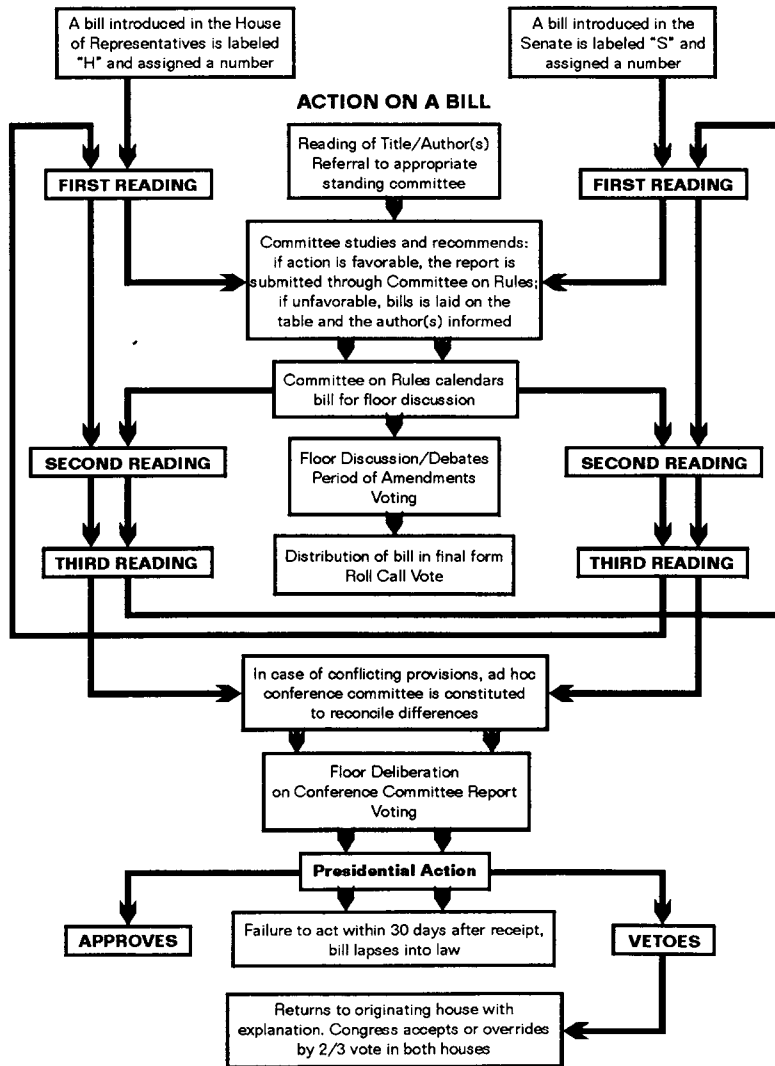 A bill introduced in the House
of Representatives is labeled
"H" and assigned a number
A bill introduced in the
Senate is labeled "S" and
assigned a number
ACTION ON A BILL
Reading of Title/Author(s)
Referral to appropriate
standing committee
FIRST READING
FIRST READING
Committee studies and recommends:
if action is favorable, the report is
submitted through Committee on Rules;
if unfavorable, bills is laid on the
table and the author(s) informed
Committee on Rules calendars
bill for floor discussion
SECOND READING
Floor Discussion/Debates
Period of Amendments
Voting
SECOND READING
THIRD READING
Distribution of bill in final form
Roll Call Vote
THIRD READING
In case of conflicting provisions, ad hoc
conference committee is constituted
to reconcile differences
Floor Deliberation
on Conference Committee Report
Voting
Presidential Action
APPROVES
Failure to act within 30 days after receipt,
bill lapses into law
VETOES
Returns to originating house with
explanation. Congress accepts or overrides
by 2/3 vote in both houses